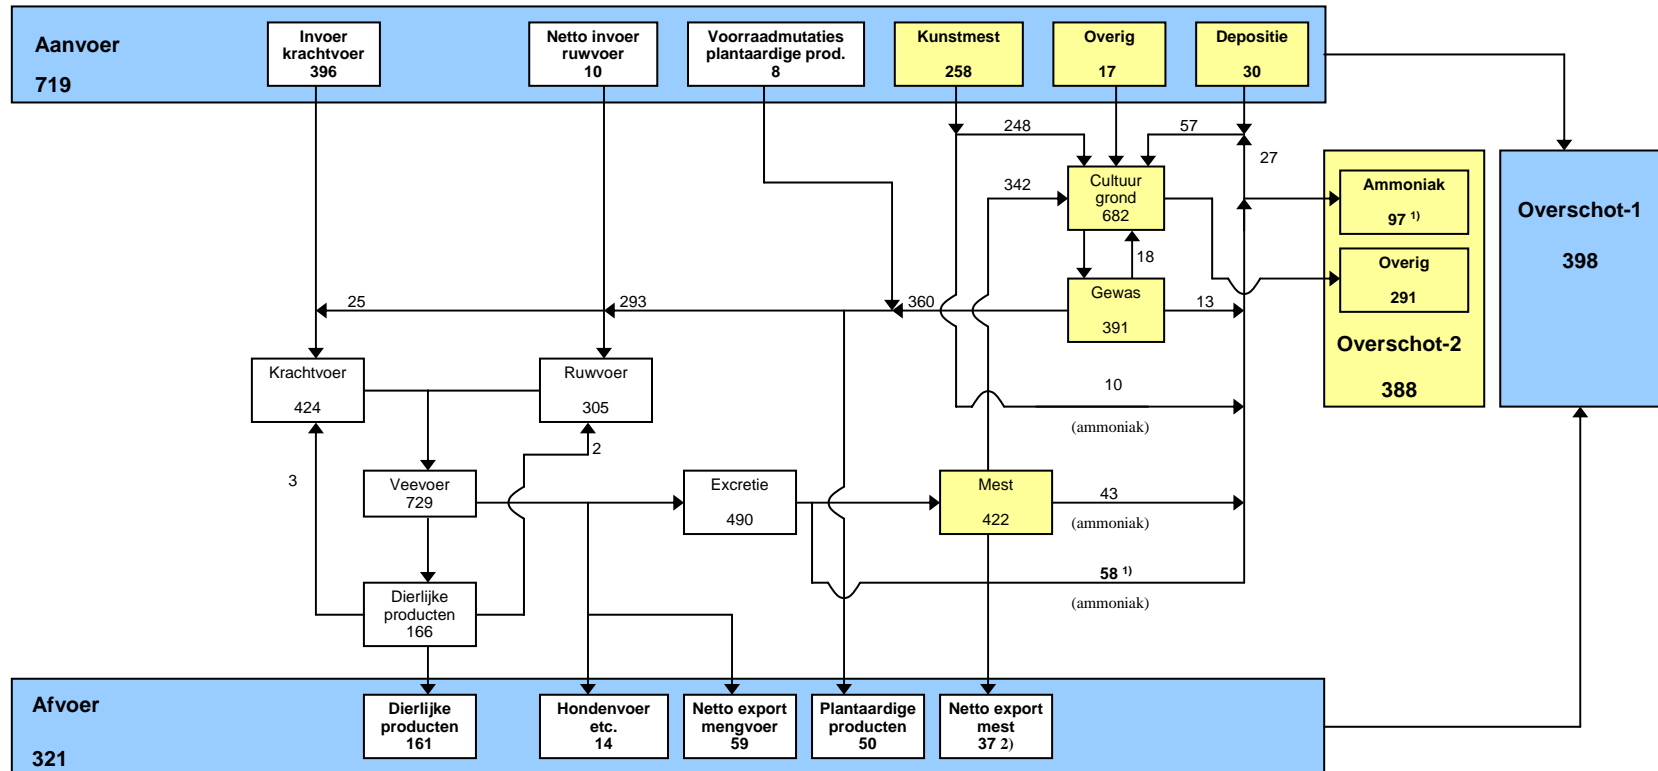 Aanvoer
719
Invoer
krachtvoer
396
Netto invoer
ruwvoer
10
Voorraadmutaties
plantaardige prod.
8
Kunstmest
258
Overig
17
Depositie
30
248
57
27
342
Cultuur
grond
682
18
Ammoniak
97 1)
Overig
291
Overschot-2
388
Overschot-1
398
25
293
360
Gewas
391
13
Krachtvoer
424
Ruwvoer
305
10
(ammoniak)
3
2
Veevoer
729
Excretie
490
Mest
422
43
(ammoniak)
58 1)
(ammoniak)
Dierlijke
producten
166
Afvoer
321
Dierlijke
producten
161
Hondenvoer
etc.
14
Netto export
mengvoer
59
Plantaardige
producten
50
Netto export
mest
37 2)